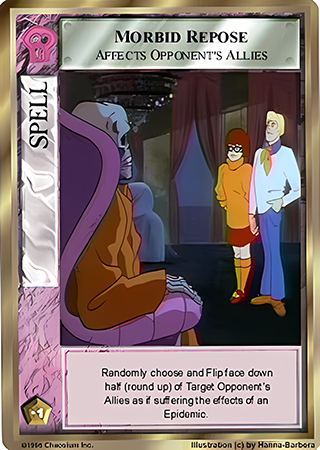 MORBID REPOSE
AFFECTS OPPONENT'S ALLIES
SPELL
Randomly choose and Flip face down
half (round up) of Target Opponent's
Allies as if suffering the effects of an
Epidemic.
-1
©1996 Chaosium Inc.
Illustration (c) by Hanna-Barbera